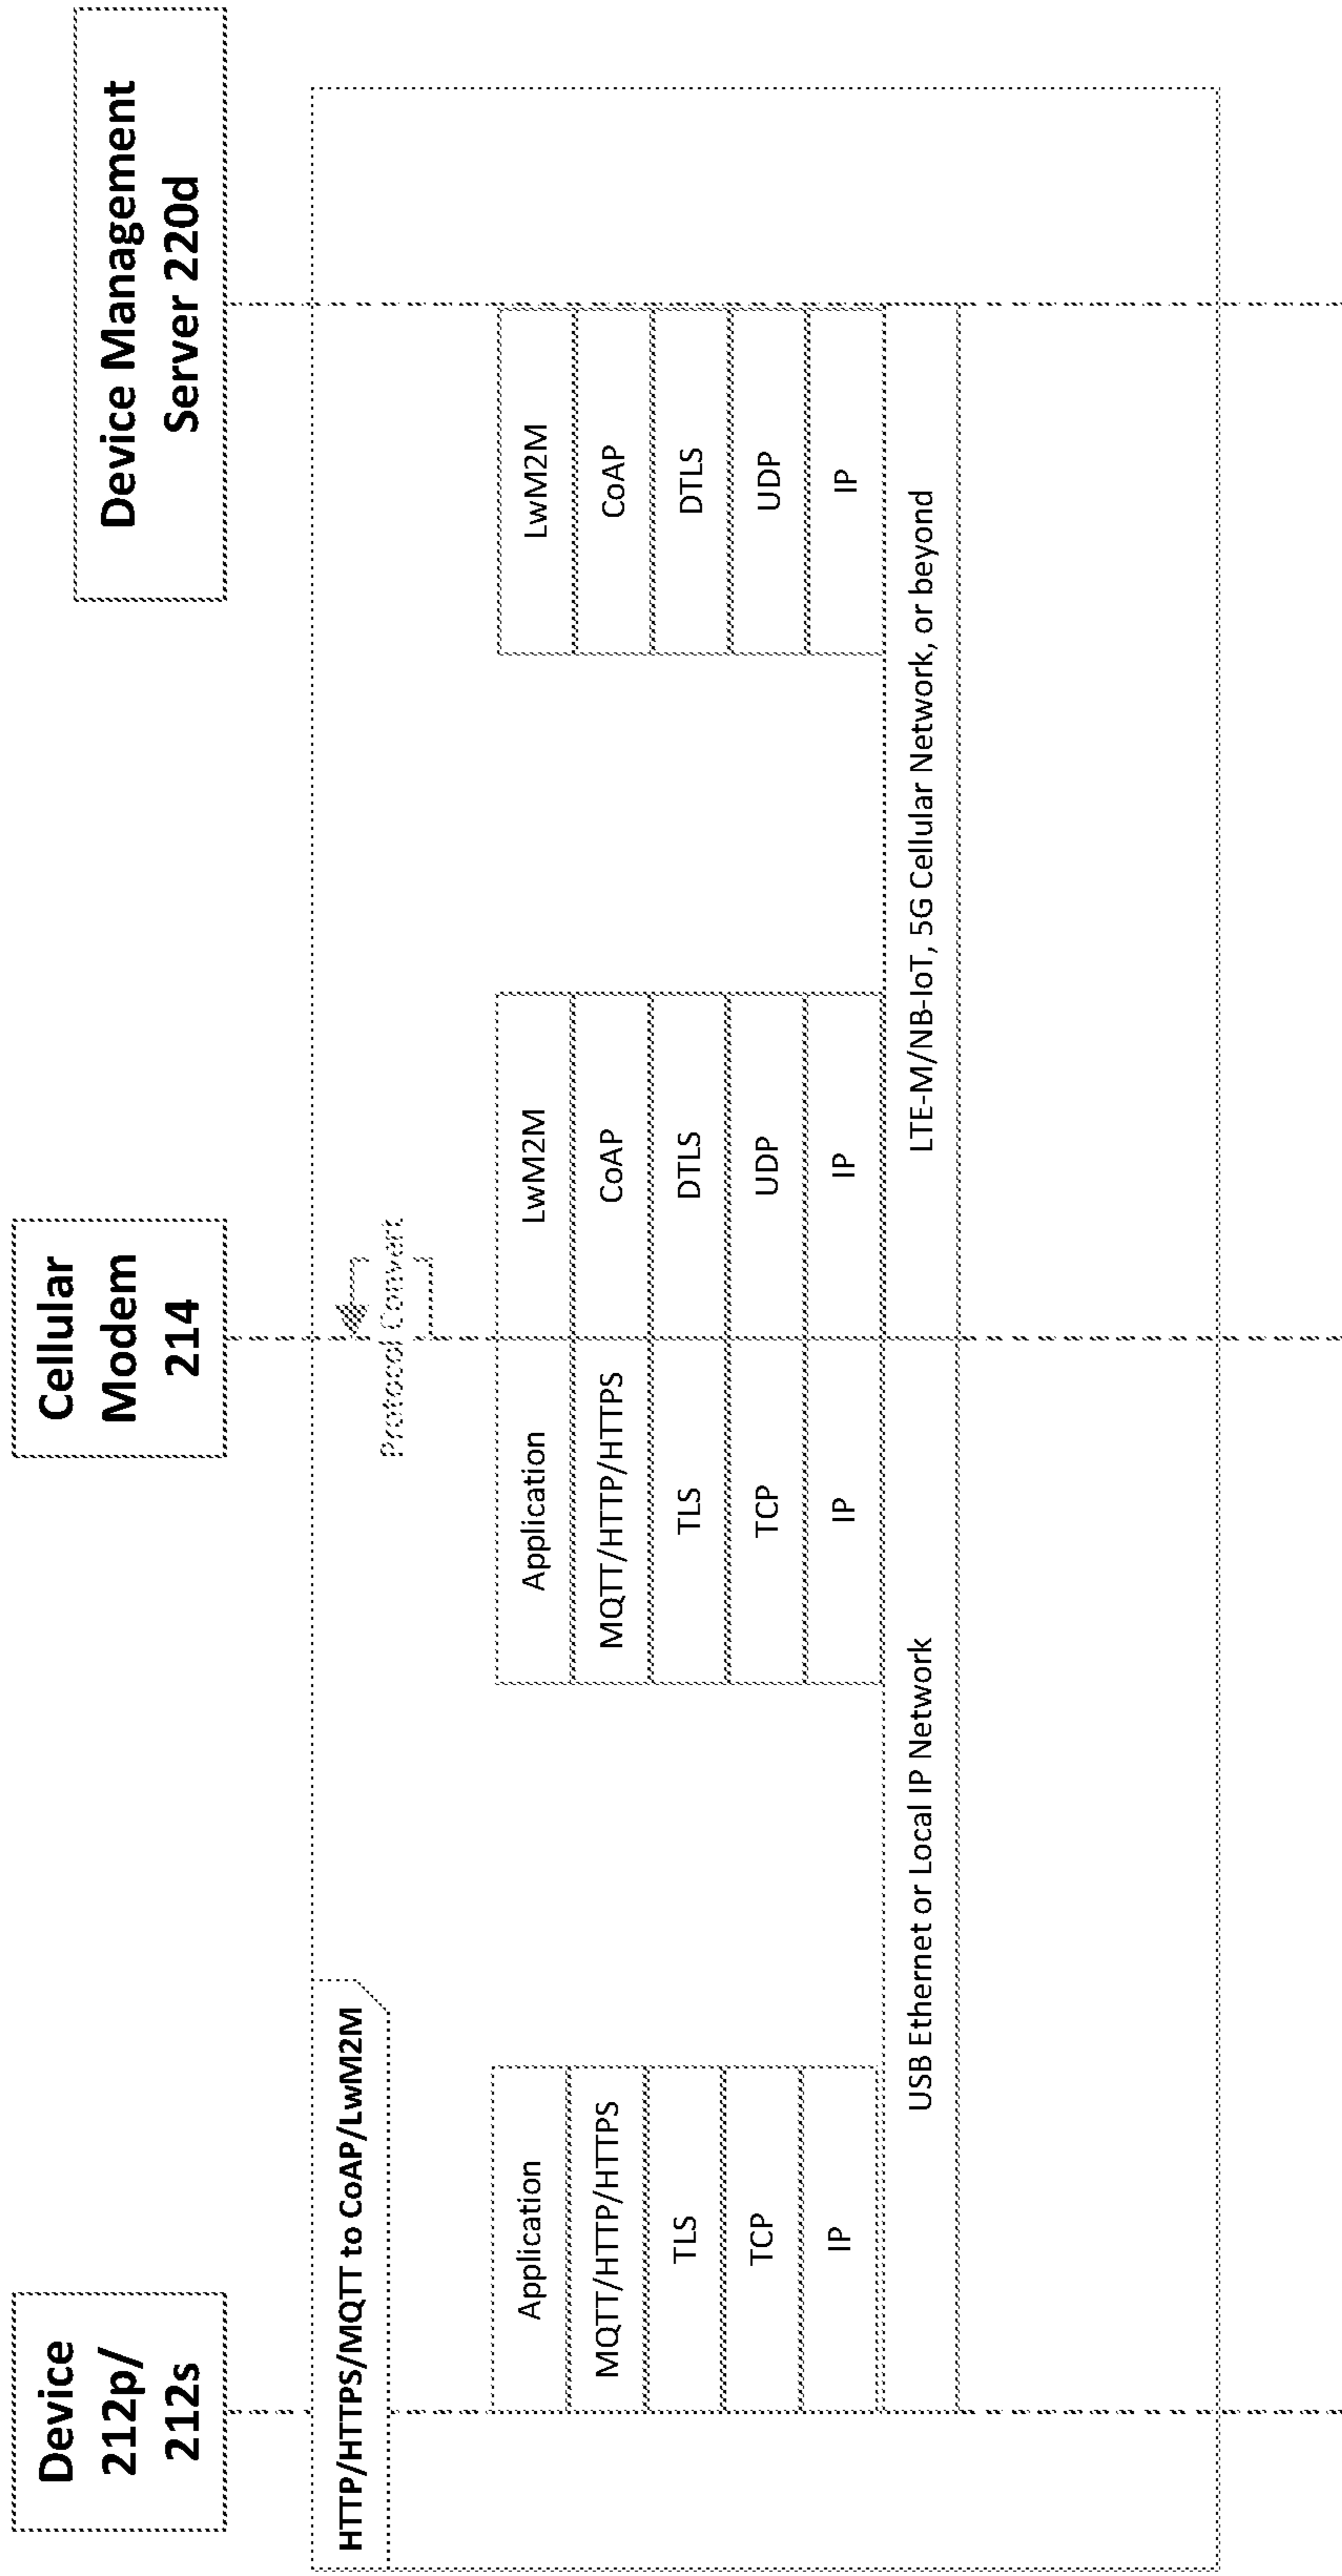 Device
212p/
212s
Cellular
Modem
214
Device Management
Server 220d
HTTP/HTTPS/MQTT to CoAP/LwM2M
Protocol Convert
Application
MQTT/HTTP/HTTPS
TLS
TCP
IP
Application
MQTT/HTTP/HTTPS
TLS
TCP
IP
LwM2M
CoAP
DTLS
UDP
IP
LwM2M
CoAP
DTLS
UDP
IP
USB Ethernet or Local IP Network
LTE-M/NB-IoT, 5G Cellular Network, or beyond